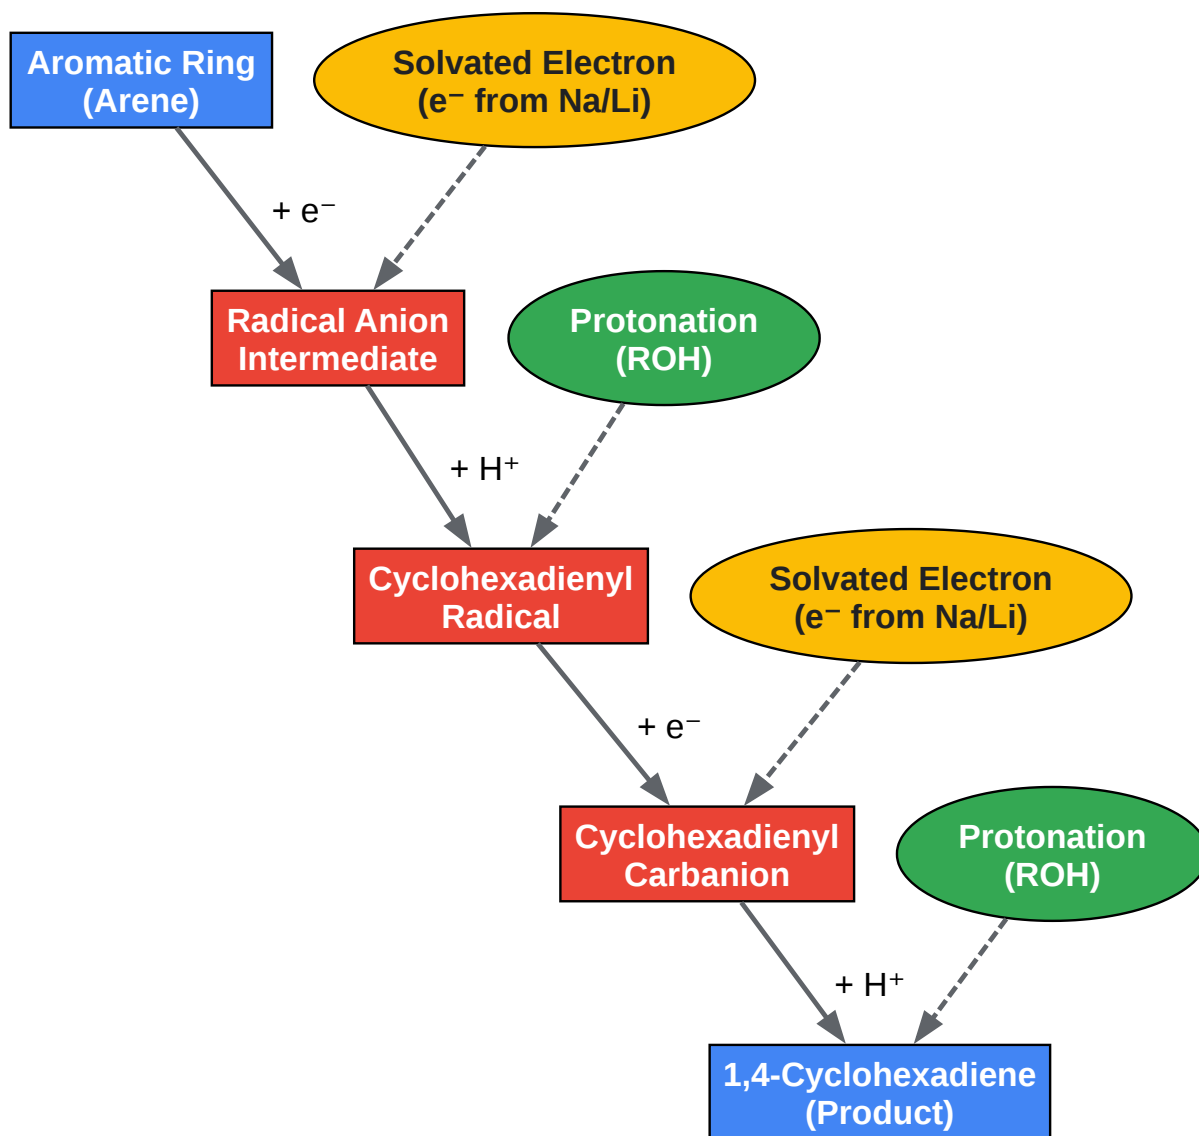 Aromatic Ring
(Arene)
Solvated Electron
(e⁻ from Na/Li)
+ e⁻
Radical Anion
Intermediate
Protonation
(ROH)
+ H⁺
Cyclohexadienyl
Radical
Solvated Electron
(e⁻ from Na/Li)
+ e⁻
Cyclohexadienyl
Carbanion
Protonation
(ROH)
+ H⁺
1,4-Cyclohexadiene
(Product)